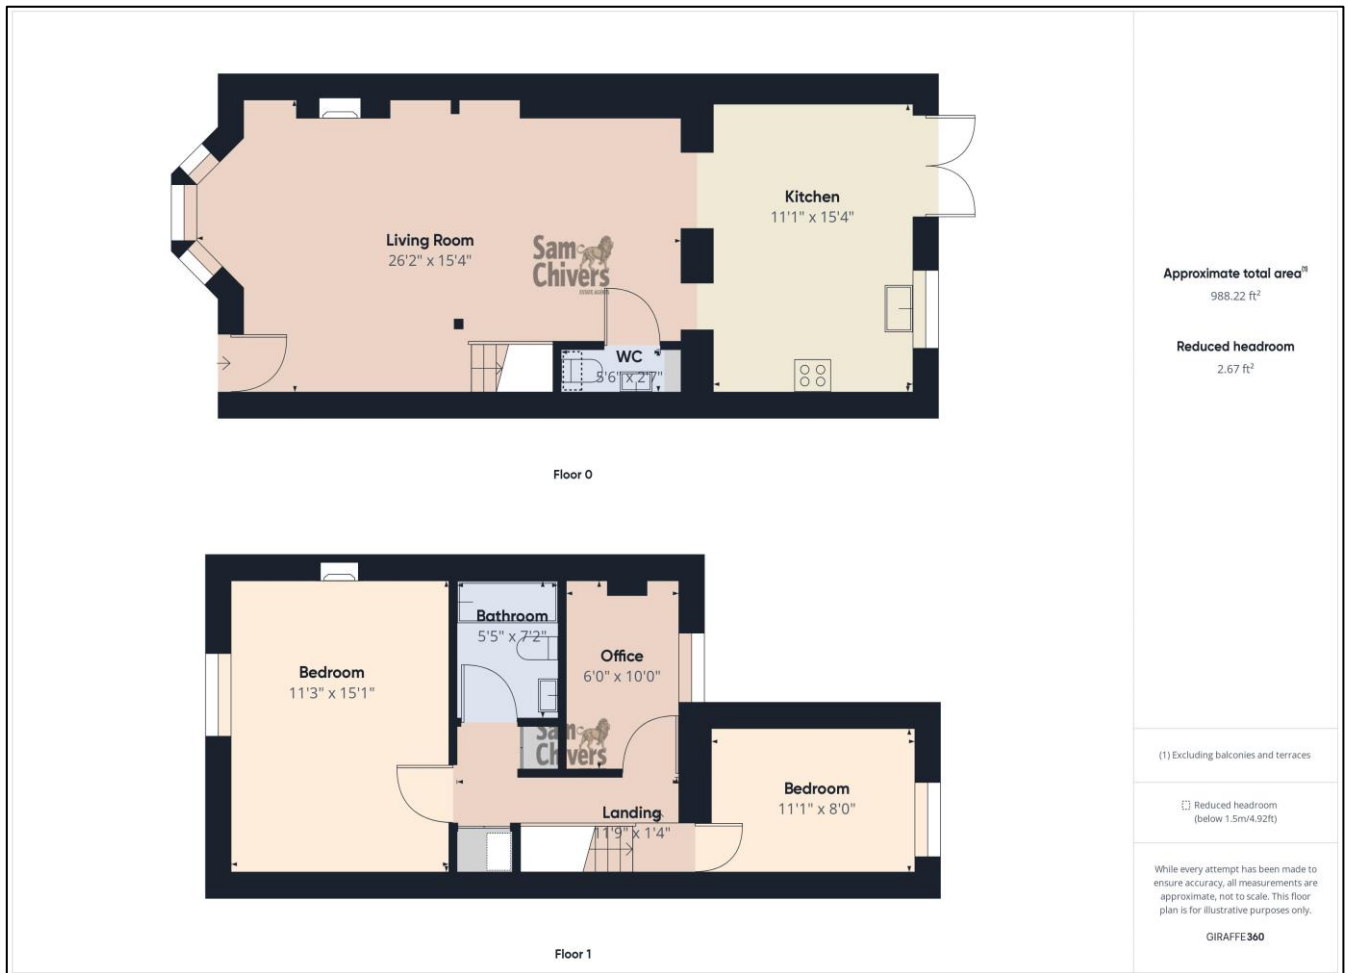 Living Room
26'2" x 15'4"
Sam
Chivers
ESTATE AGENTS
Kitchen
11'1" x 15'4"
WC
5'6" x 2'7"
Floor 0
Bedroom
11'3" x 15'1"
Bathroom
5'5" x 7'2"
Office
6'0" x 10'0"
Sam
Chivers
Landing
11'9" x 1'4"
Bedroom
11'1" x 8'0"
Floor 1
Approximate total area(1)
988.22 ft²
Reduced headroom
2.67 ft²
(1) Excluding balconies and terraces
Reduced headroom
(below 1.5m/4.92ft)
While every attempt has been made to
ensure accuracy, all measurements are
approximate, not to scale. This floor
plan is for illustrative purposes only.
GIRAFFE360